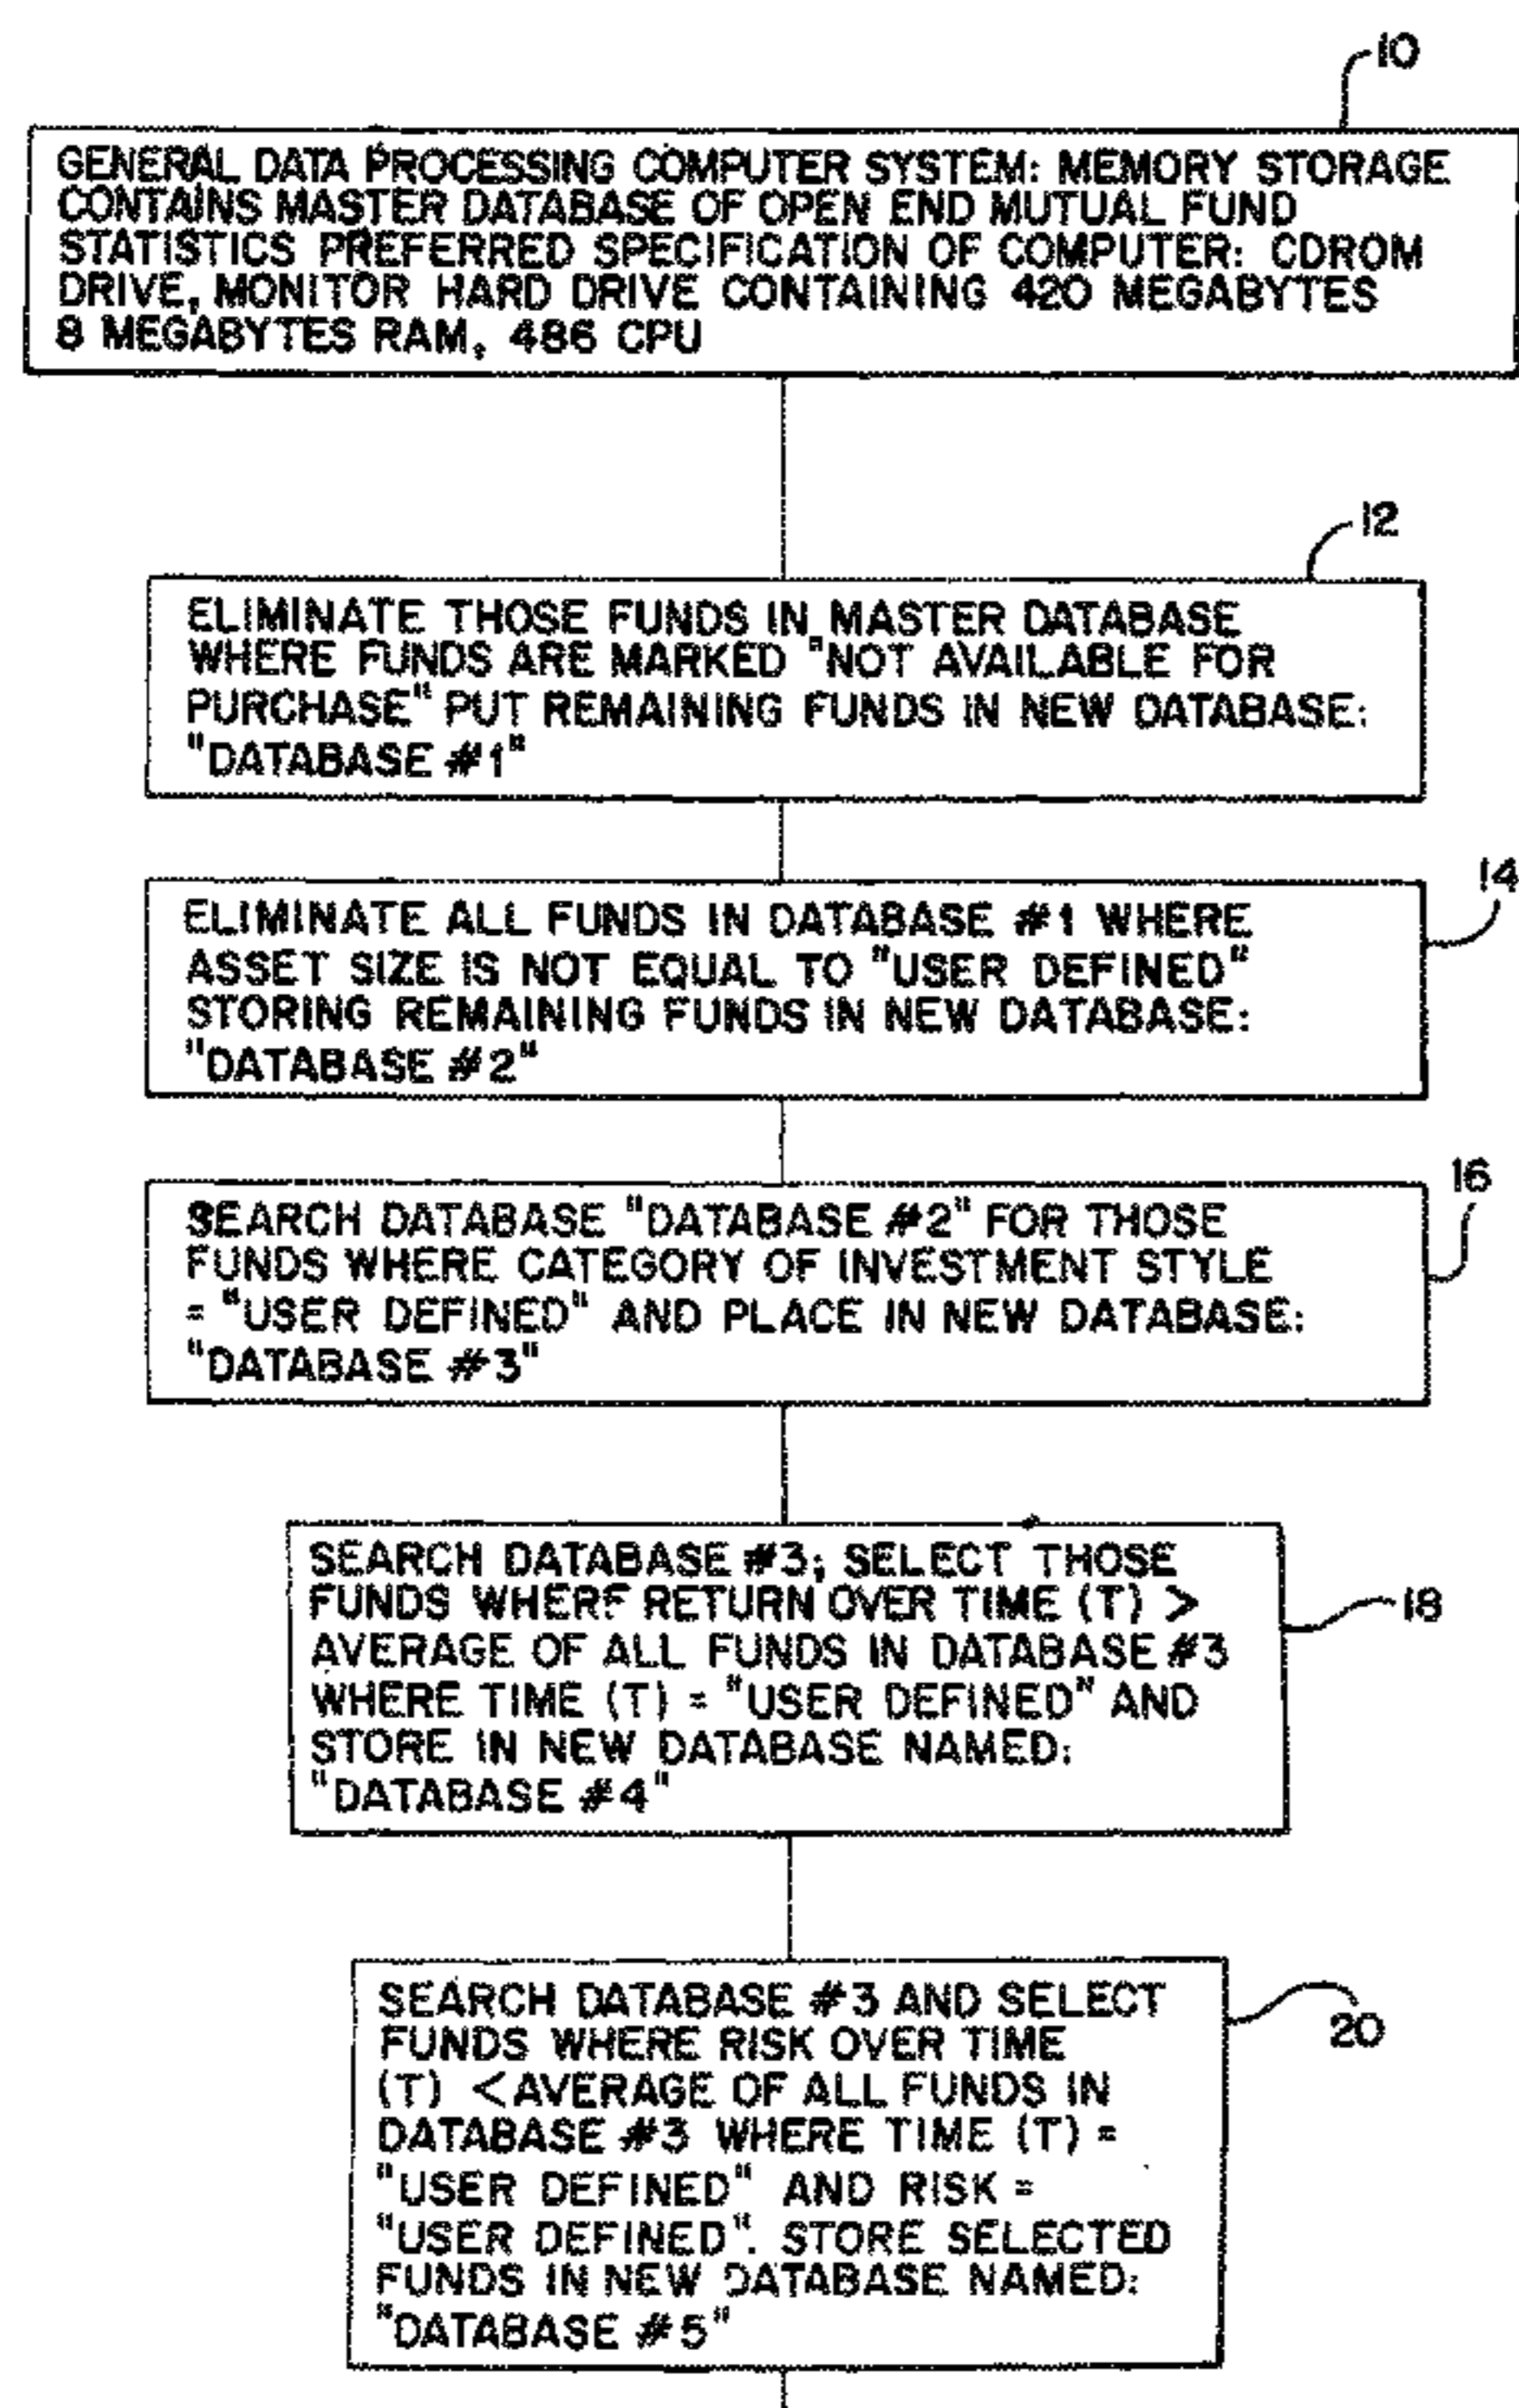 10
GENERAL DATA PROCESSING COMPUTER SYSTEM: MEMORY STORAGE
CONTAINS MASTER DATABASE OF OPEN END MUTUAL FUND
STATISTICS PREFERRED SPECIFICATION OF COMPUTER: CDROM
DRIVE, MONITOR HARD DRIVE CONTAINING 420 MEGABYTES
8 MEGABYTES RAM, 486 CPU
12
ELIMINATE THOSE FUNDS IN MASTER DATABASE
WHERE FUNDS ARE MARKED "NOT AVAILABLE FOR
PURCHASE" PUT REMAINING FUNDS IN NEW DATABASE:
"DATABASE #1"
14
ELIMINATE ALL FUNDS IN DATABASE #1 WHERE
ASSET SIZE IS NOT EQUAL TO "USER DEFINED"
STORING REMAINING FUNDS IN NEW DATABASE:
"DATABASE #2"
16
SEARCH DATABASE "DATABASE #2" FOR THOSE
FUNDS WHERE CATEGORY OF INVESTMENT STYLE
= "USER DEFINED" AND PLACE IN NEW DATABASE:
"DATABASE #3"
18
SEARCH DATABASE #3; SELECT THOSE
FUNDS WHERE RETURN OVER TIME (T) >
AVERAGE OF ALL FUNDS IN DATABASE #3
WHERE TIME (T) = "USER DEFINED" AND
STORE IN NEW DATABASE NAMED:
"DATABASE #4"
20
SEARCH DATABASE #3 AND SELECT
FUNDS WHERE RISK OVER TIME
(T) < AVERAGE OF ALL FUNDS IN
DATABASE #3 WHERE TIME (T) =
"USER DEFINED" AND RISK =
"USER DEFINED". STORE SELECTED
FUNDS IN NEW DATABASE NAMED:
"DATABASE #5"